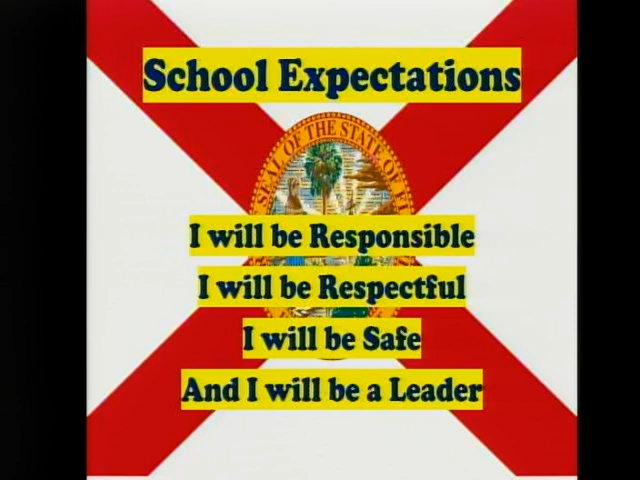 School Expectations
SEAL OF THE STATE OF
I will be Responsible
I will be Respectful
I will be Safe
And I will be a Leader